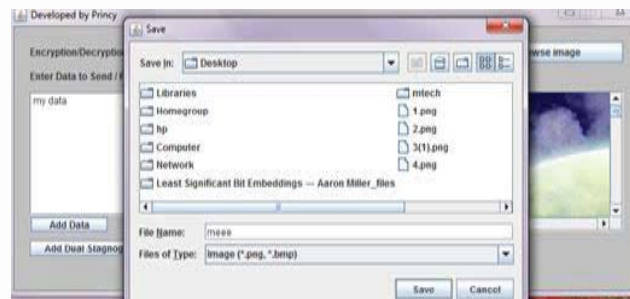 Developed by Princy
Save
Encryption/Decryptio
wse image
Save In: Desktop
Enter Data to Send /
my data
Libraries
mtech
Homegroup
1.png
hp
2.png
Computer
3(1).png
Network
4.png
Least Significant Bit Embeddings — Aaron Miller_files
Add Data
File Name: meee
Add Dual Stagnog
Files of Type: Image (*.png, *.bmp)
Save
Cancel